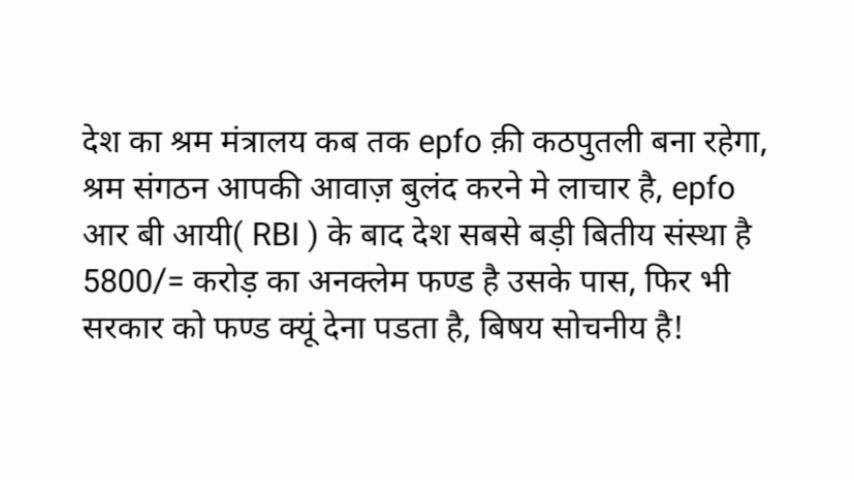 देश का श्रम मंत्रालय कब तक epfo क़ी कठपुतली बना रहेगा,
श्रम संगठन आपकी आवाज़ बुलंद करने मे लाचार है, epfo
आर बी आयी( RBI ) के बाद देश सबसे बड़ी बितीय संस्था है
5800/= करोड़ का अनक्लेम फण्ड है उसके पास, फिर भी
सरकार को फण्ड क्यूं देना पडता है, बिषय सोचनीय है!